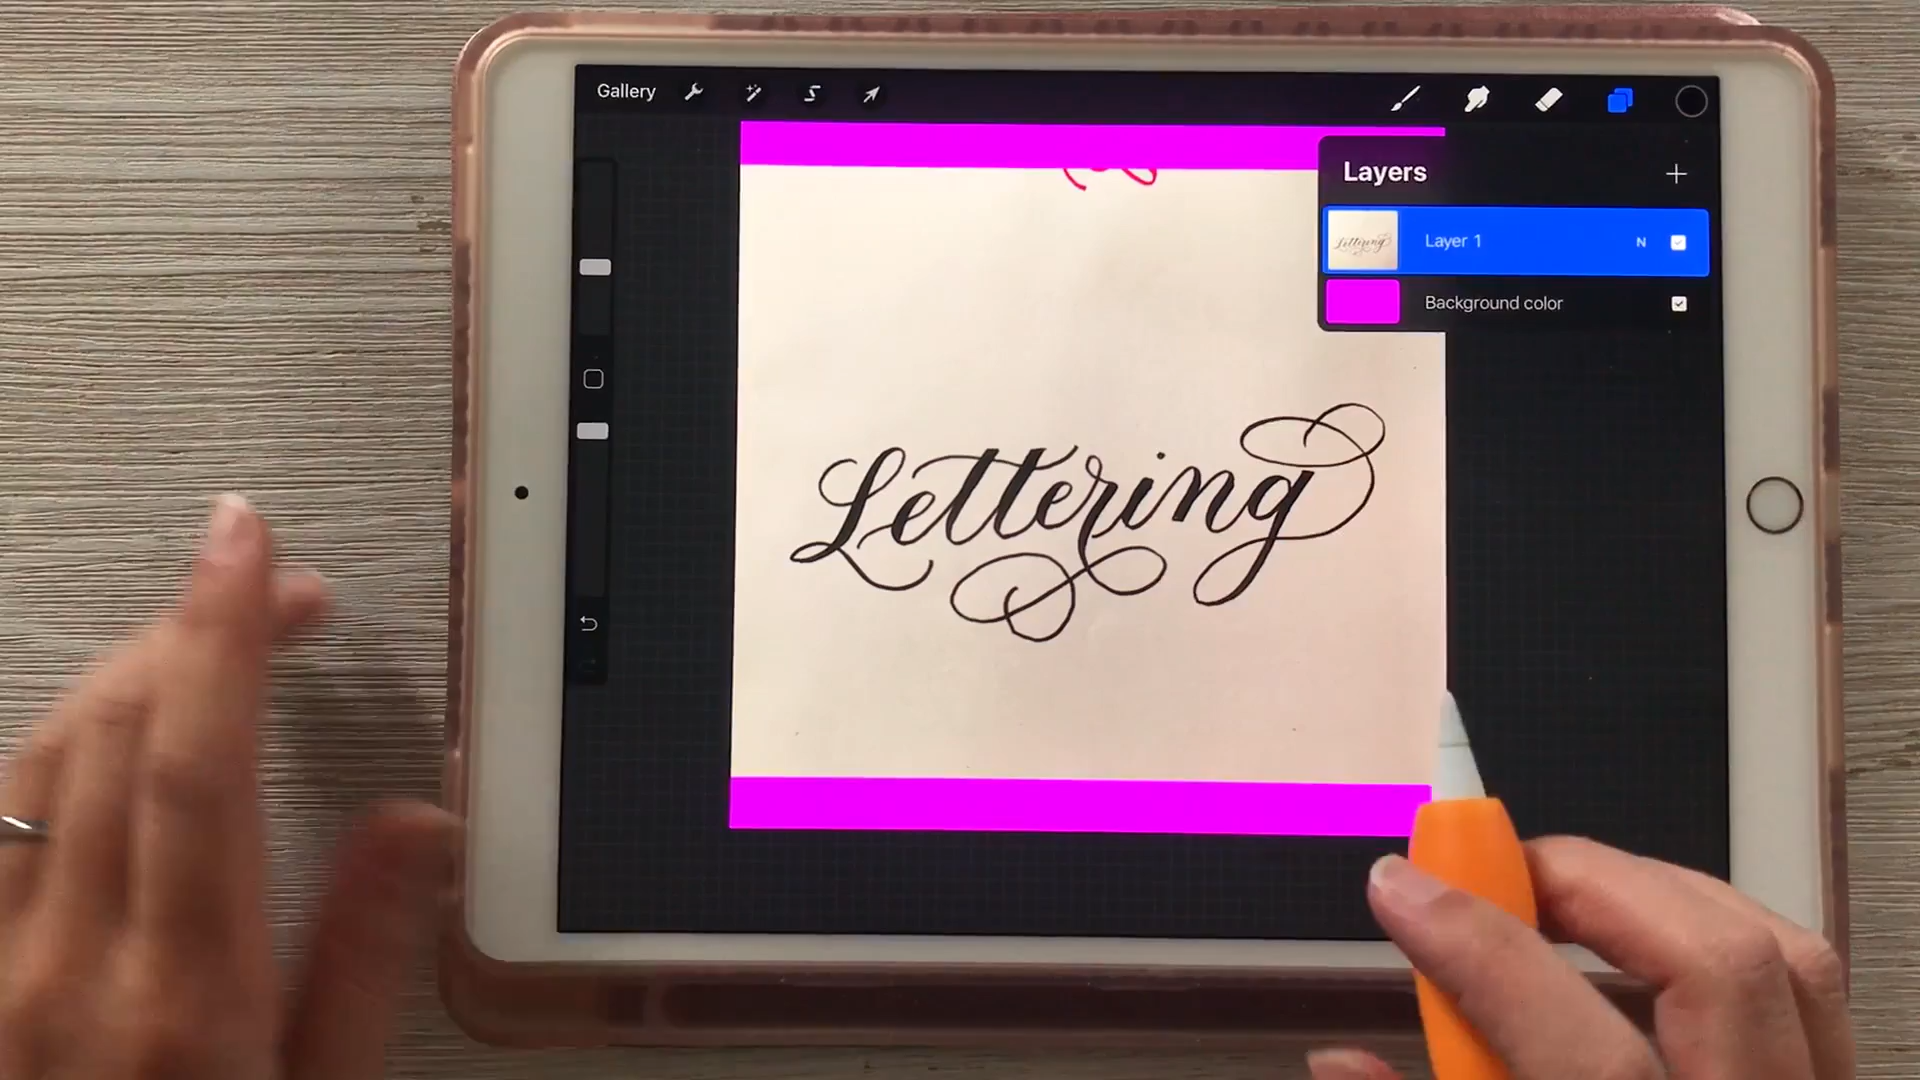 Gallery
Layers
Layer 1
N
Background color
Lettering